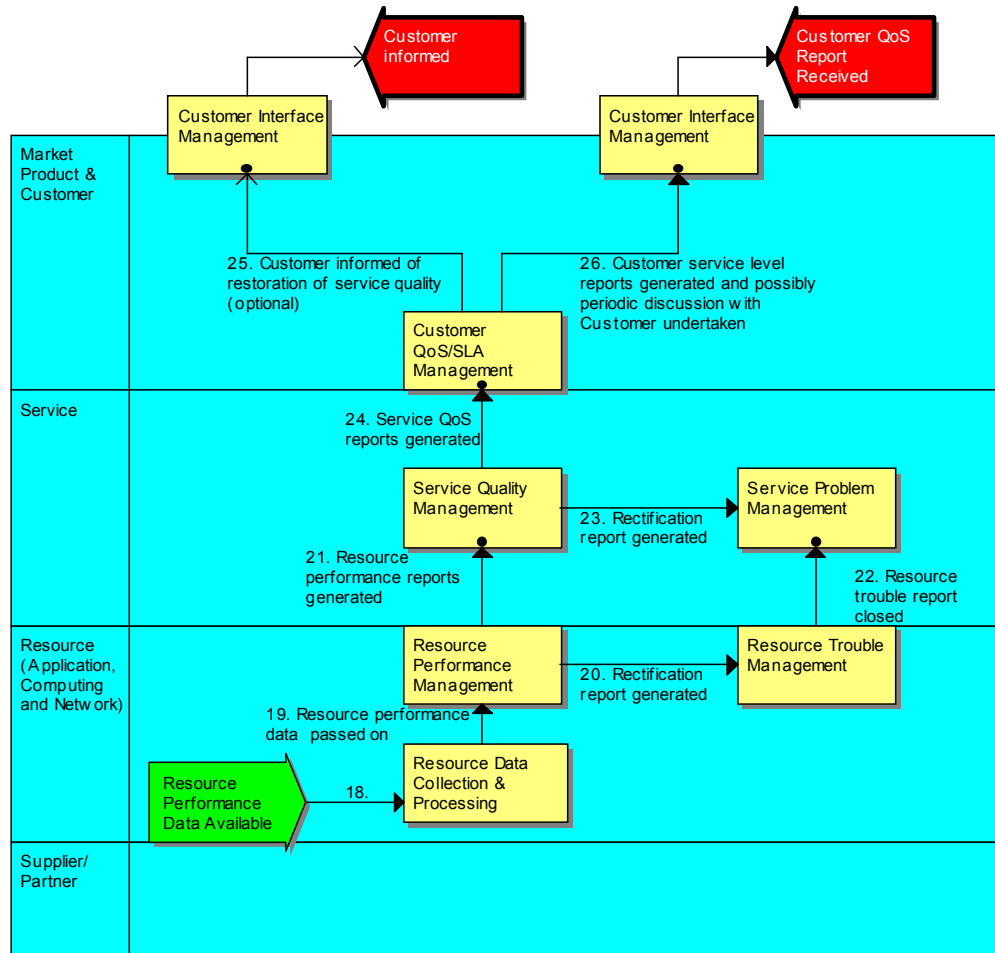 Customer
informed
Customer QoS
Report
Received
Customer Interface
Management
Customer Interface
Management
Market
Product &
Customer
25. Customer informed of
restoration of service quality
(optional)
26. Customer service level
reports generated and possibly
periodic discussion with
Customer undertaken
Customer
QoS/SLA
Management
Service
24. Service QoS
reports generated
Service Quality
Management
Service Problem
Management
23. Rectification
report generated
21. Resource
performance reports
generated
22. Resource
trouble report
closed
Resource
(Application,
Computing
and Network)
Resource
Performance
Management
Resource Trouble
Management
20. Rectification
report generated
19. Resource performance
data passed on
Resource Data
Collection &
Processing
Resource
Performance
Data Available
18.
Supplier/
Partner